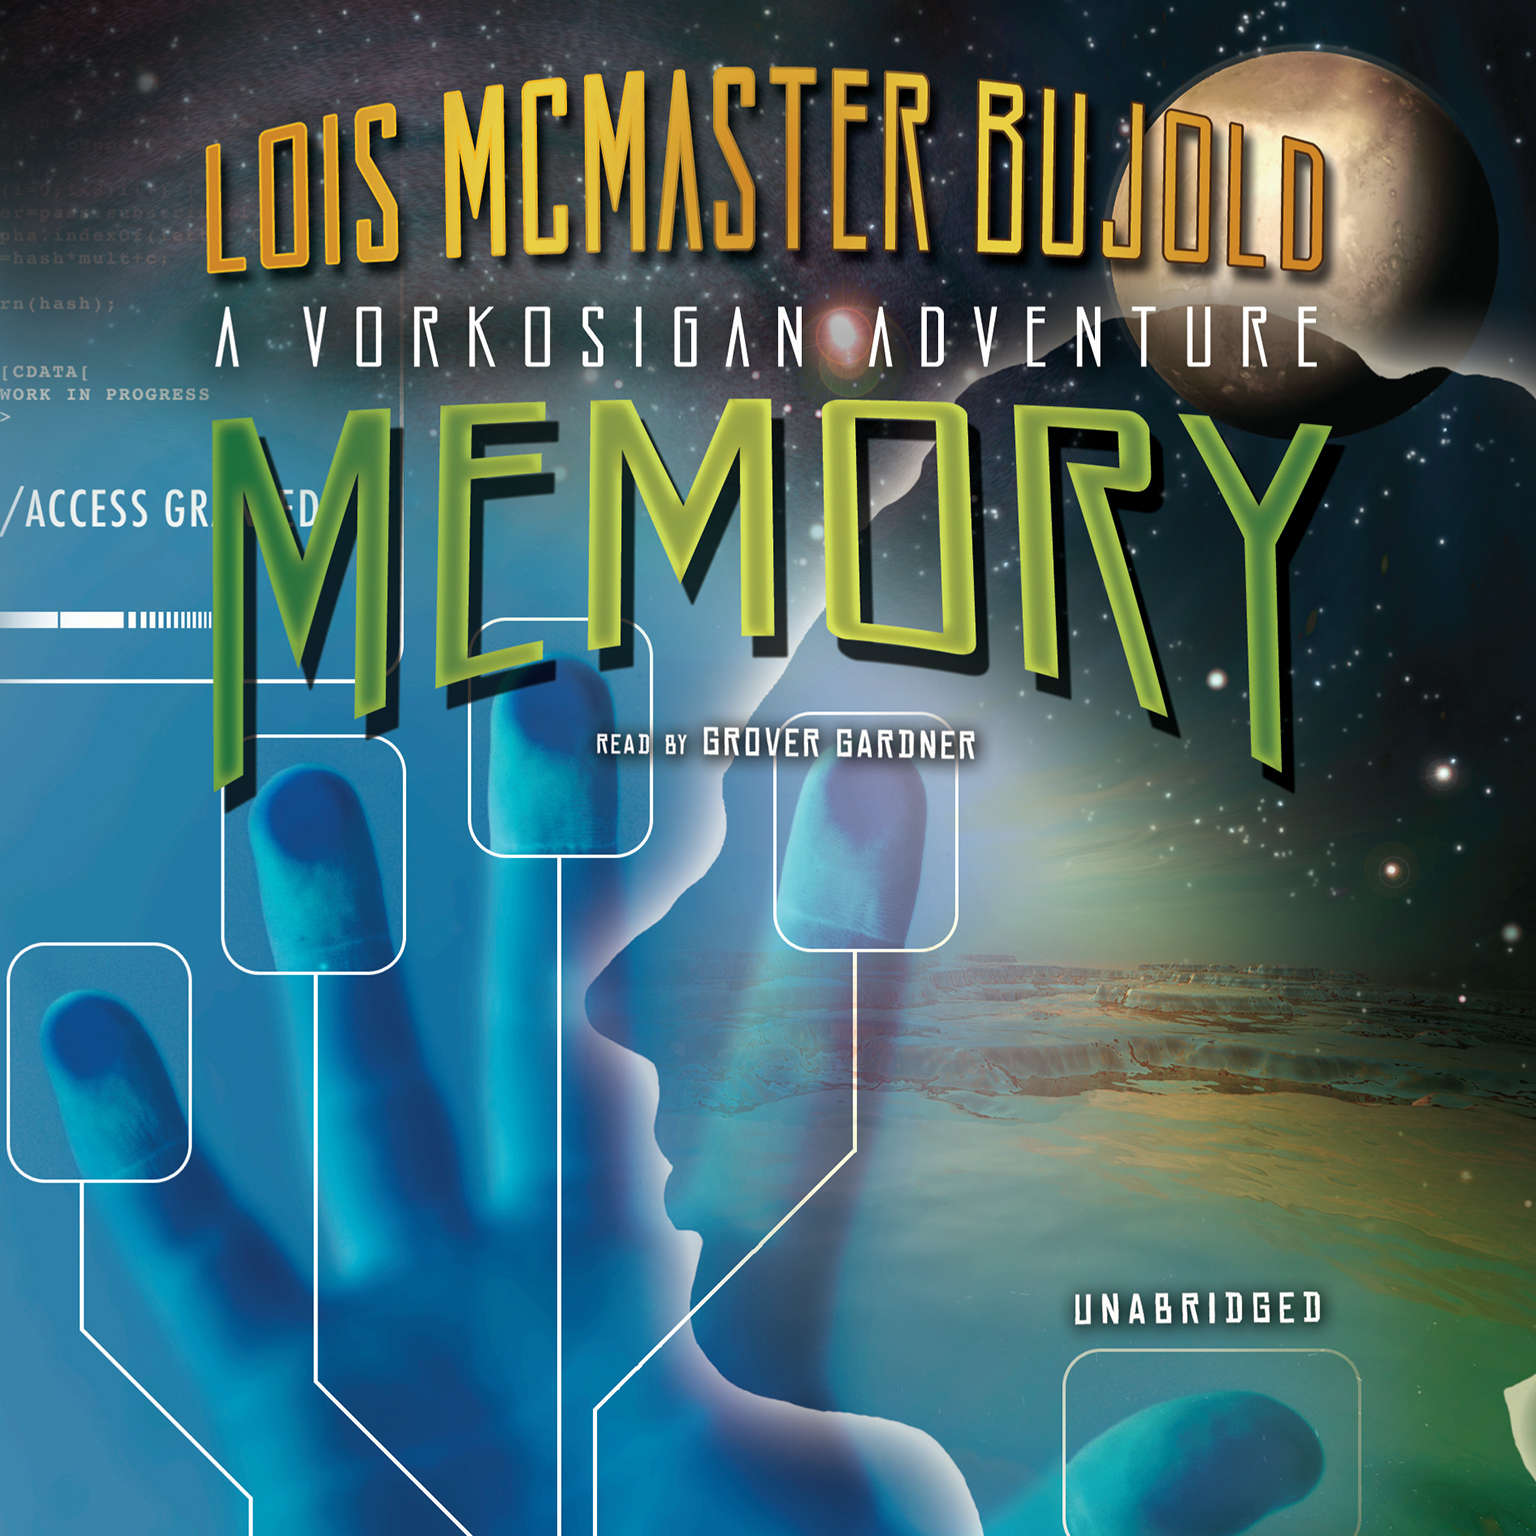 LOIS MCMASTER BUJOLD
A VORKOSIGAN ADVENTURE
MEMORY
READ BY GROVER GARDNER
UNABRIDGED
=hash*mult+c;
rn(hash);
[CDATA[
WORK IN PROGRESS
>
/ACCESS GR ED